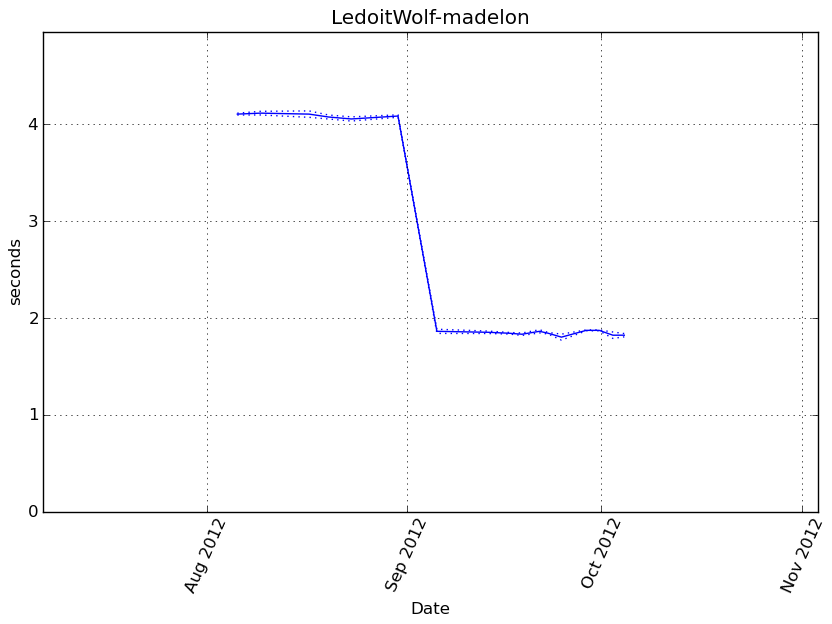 LedoitWolf-madelon
4
3
2
1
0
seconds
Aug 2012
Sep 2012
Oct 2012
Nov 2012
Date